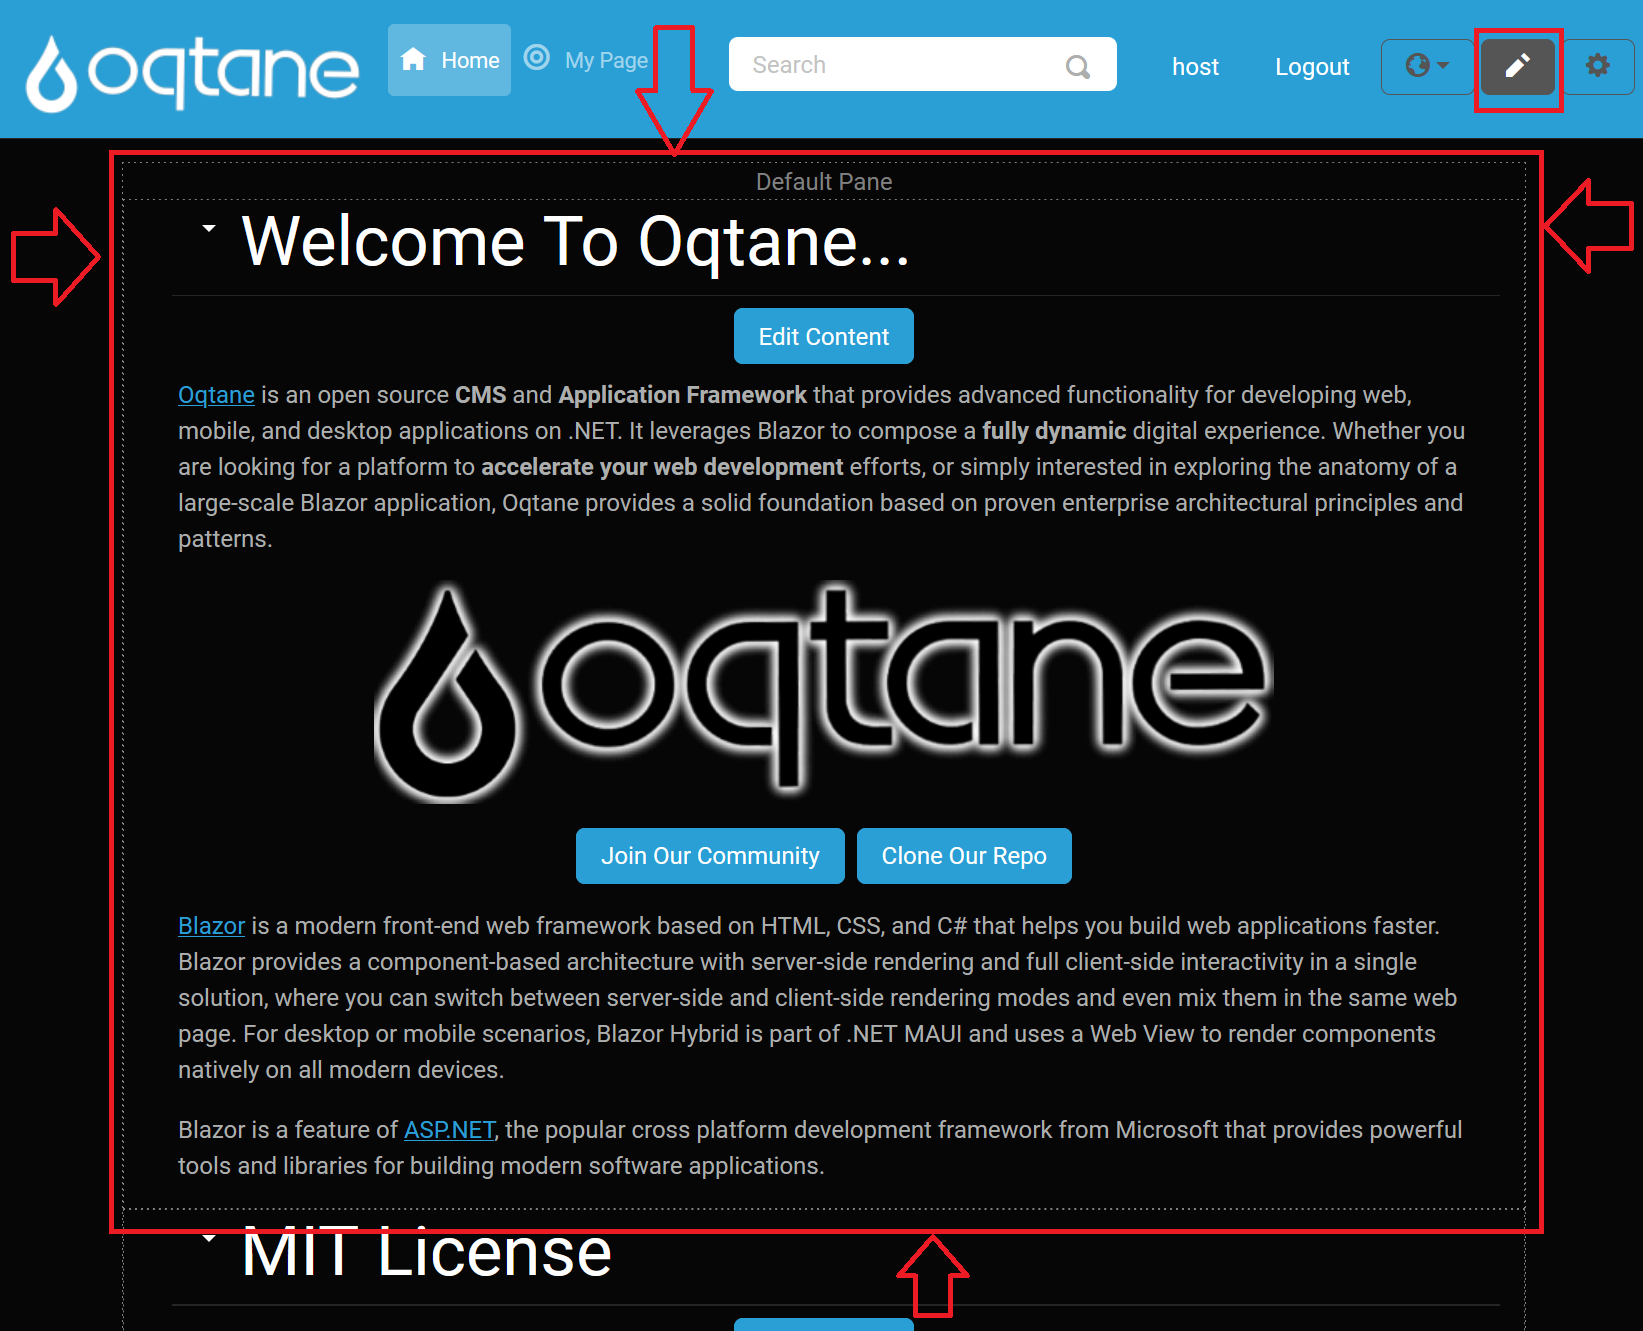 oqtane
Home
My Page
Search
host
Logout
Default Pane
Welcome To Oqtane...
Edit Content
Oqtane is an open source CMS and Application Framework that provides advanced functionality for developing web,
mobile, and desktop applications on .NET. It leverages Blazor to compose a fully dynamic digital experience. Whether you
are looking for a platform to accelerate your web development efforts, or simply interested in exploring the anatomy of a
large-scale Blazor application, Oqtane provides a solid foundation based on proven enterprise architectural principles and
patterns.
oqtane
Join Our Community
Clone Our Repo
Blazor is a modern front-end web framework based on HTML, CSS, and C# that helps you build web applications faster.
Blazor provides a component-based architecture with server-side rendering and full client-side interactivity in a single
solution, where you can switch between server-side and client-side rendering modes and even mix them in the same web
page. For desktop or mobile scenarios, Blazor Hybrid is part of .NET MAUI and uses a Web View to render components
natively on all modern devices.
Blazor is a feature of ASP.NET, the popular cross platform development framework from Microsoft that provides powerful
tools and libraries for building modern software applications.
MIT License